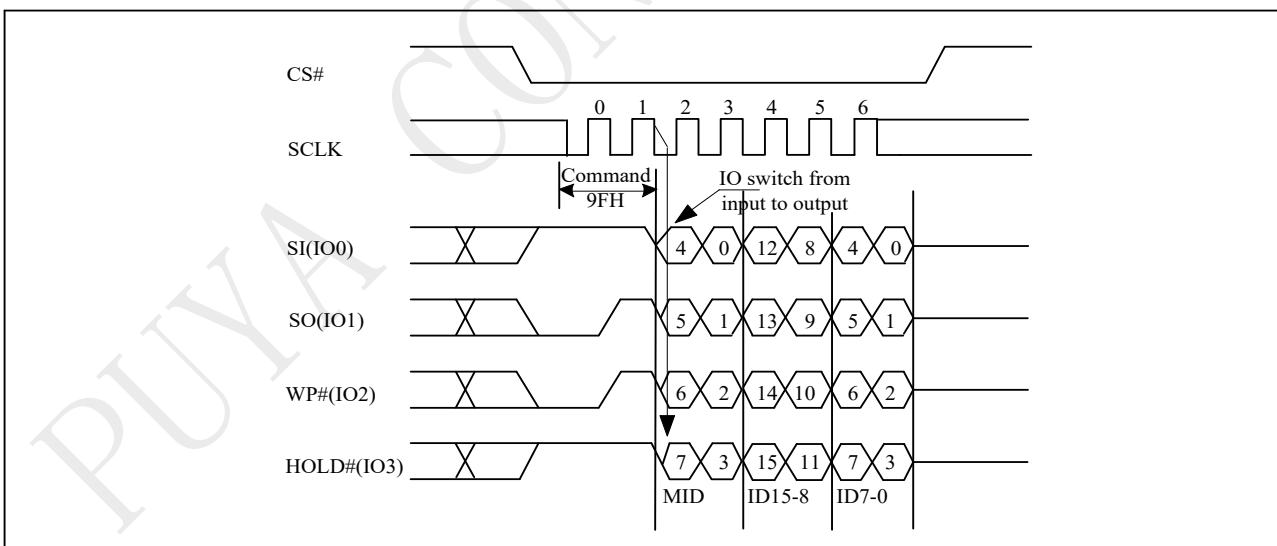 PUYA CON
CS#
0 1 2 3 4 5 6
SCLK
Command
9FH
IO switch from
input to output
SI(IO0) 4 0 12 8 4 0
SO(IO1) 5 1 13 9 5 1
WP#(IO2) 6 2 14 10 6 2
HOLD#(IO3) 7 3 15 11 7 3
MID ID15-8 ID7-0